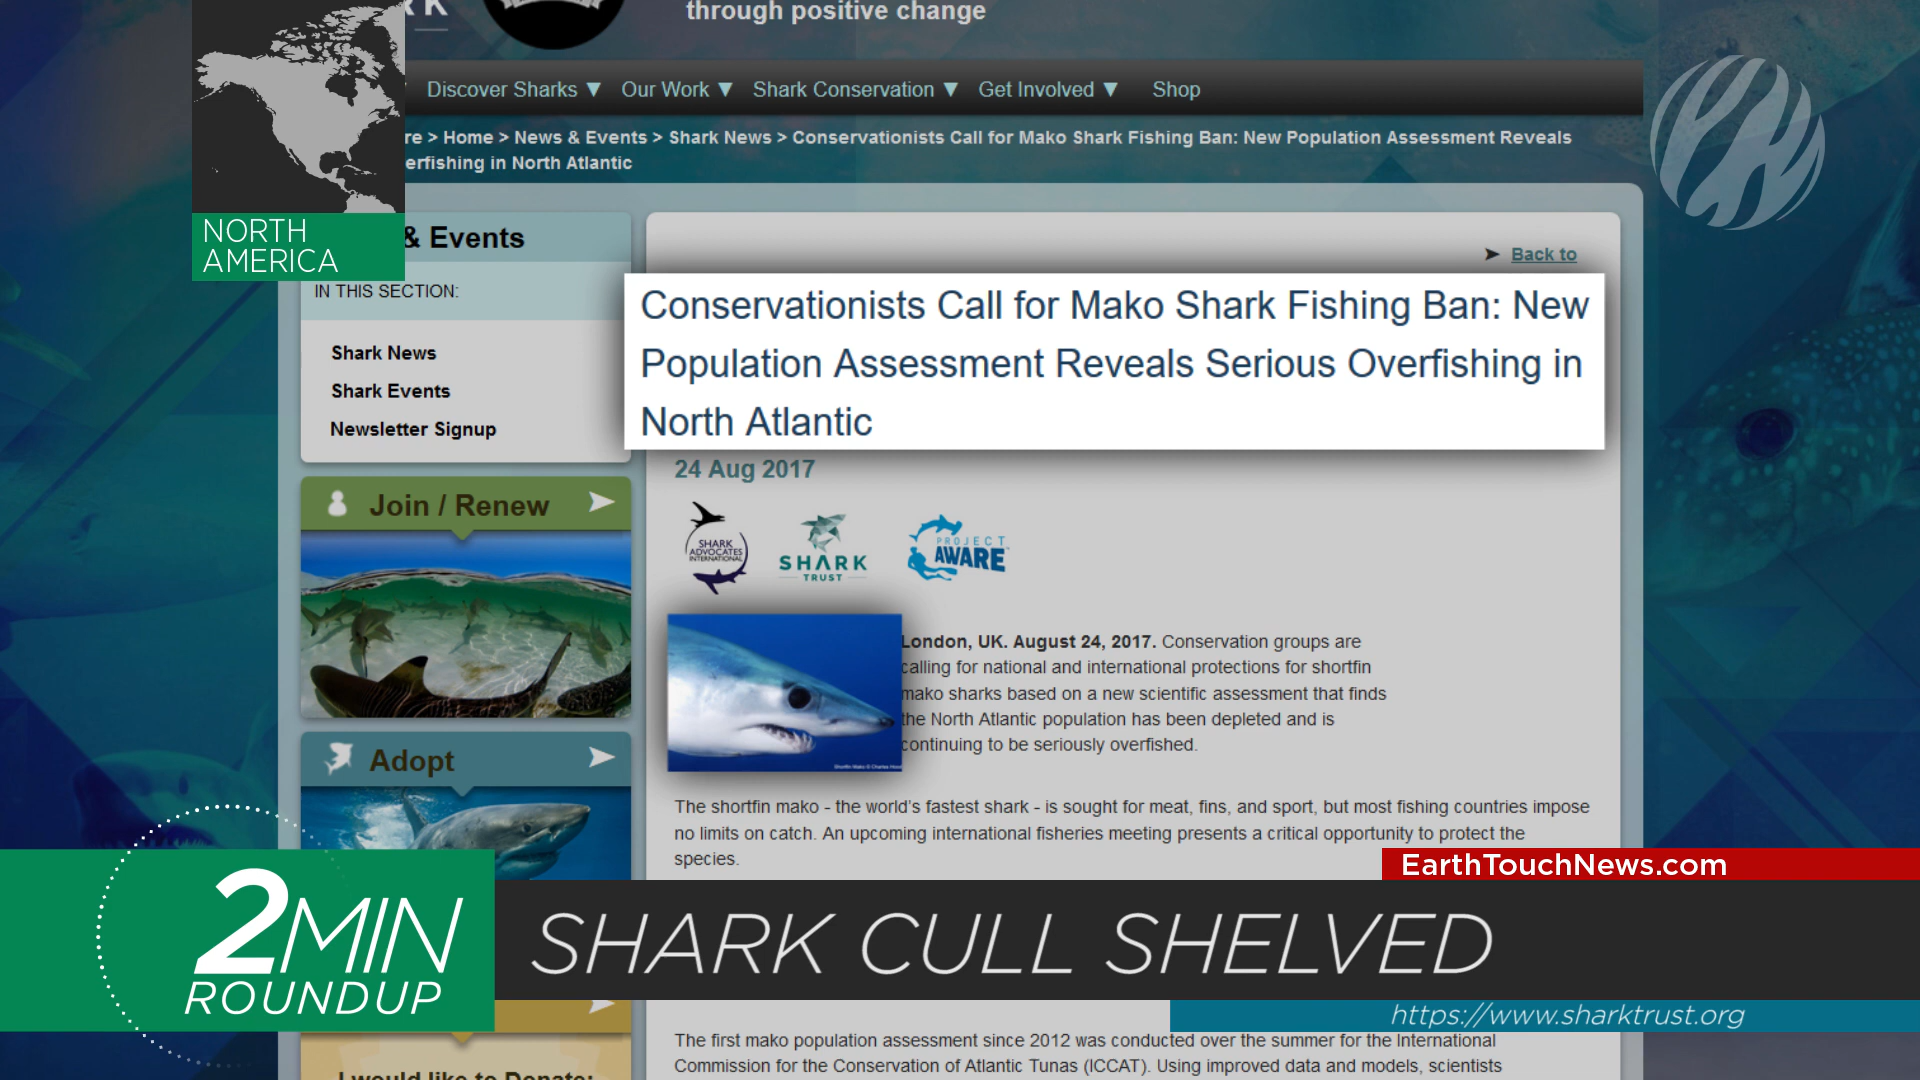 through positive change
Discover Sharks ▼ Our Work ▼ Shark Conservation ▼ Get Involved ▼ Shop
re > Home > News & Events > Shark News > Conservationists Call for Mako Shark Fishing Ban: New Population Assessment Reveals
erfishing in North Atlantic
NORTH
AMERICA
& Events
IN THIS SECTION:
Shark News
Shark Events
Newsletter Signup
Join / Renew
Adopt
Back to
Conservationists Call for Mako Shark Fishing Ban: New
Population Assessment Reveals Serious Overfishing in
North Atlantic
24 Aug 2017
SHARK
ADVOCATES
INTERNATIONAL
SHARK
TRUST
PROJECT
AWARE
London, UK. August 24, 2017. Conservation groups are
calling for national and international protections for shortfin
mako sharks based on a new scientific assessment that finds
the North Atlantic population has been depleted and is
continuing to be seriously overfished.
The shortfin mako - the world's fastest shark - is sought for meat, fins, and sport, but most fishing countries impose
no limits on catch. An upcoming international fisheries meeting presents a critical opportunity to protect the
species.
EarthTouchNews.com
2MIN
ROUNDUP
SHARK CULL SHELVED
https://www.sharktrust.org
The first mako population assessment since 2012 was conducted over the summer for the International
Commission for the Conservation of Atlantic Tunas (ICCAT). Using improved data and models, scientists
I would like to Donate: